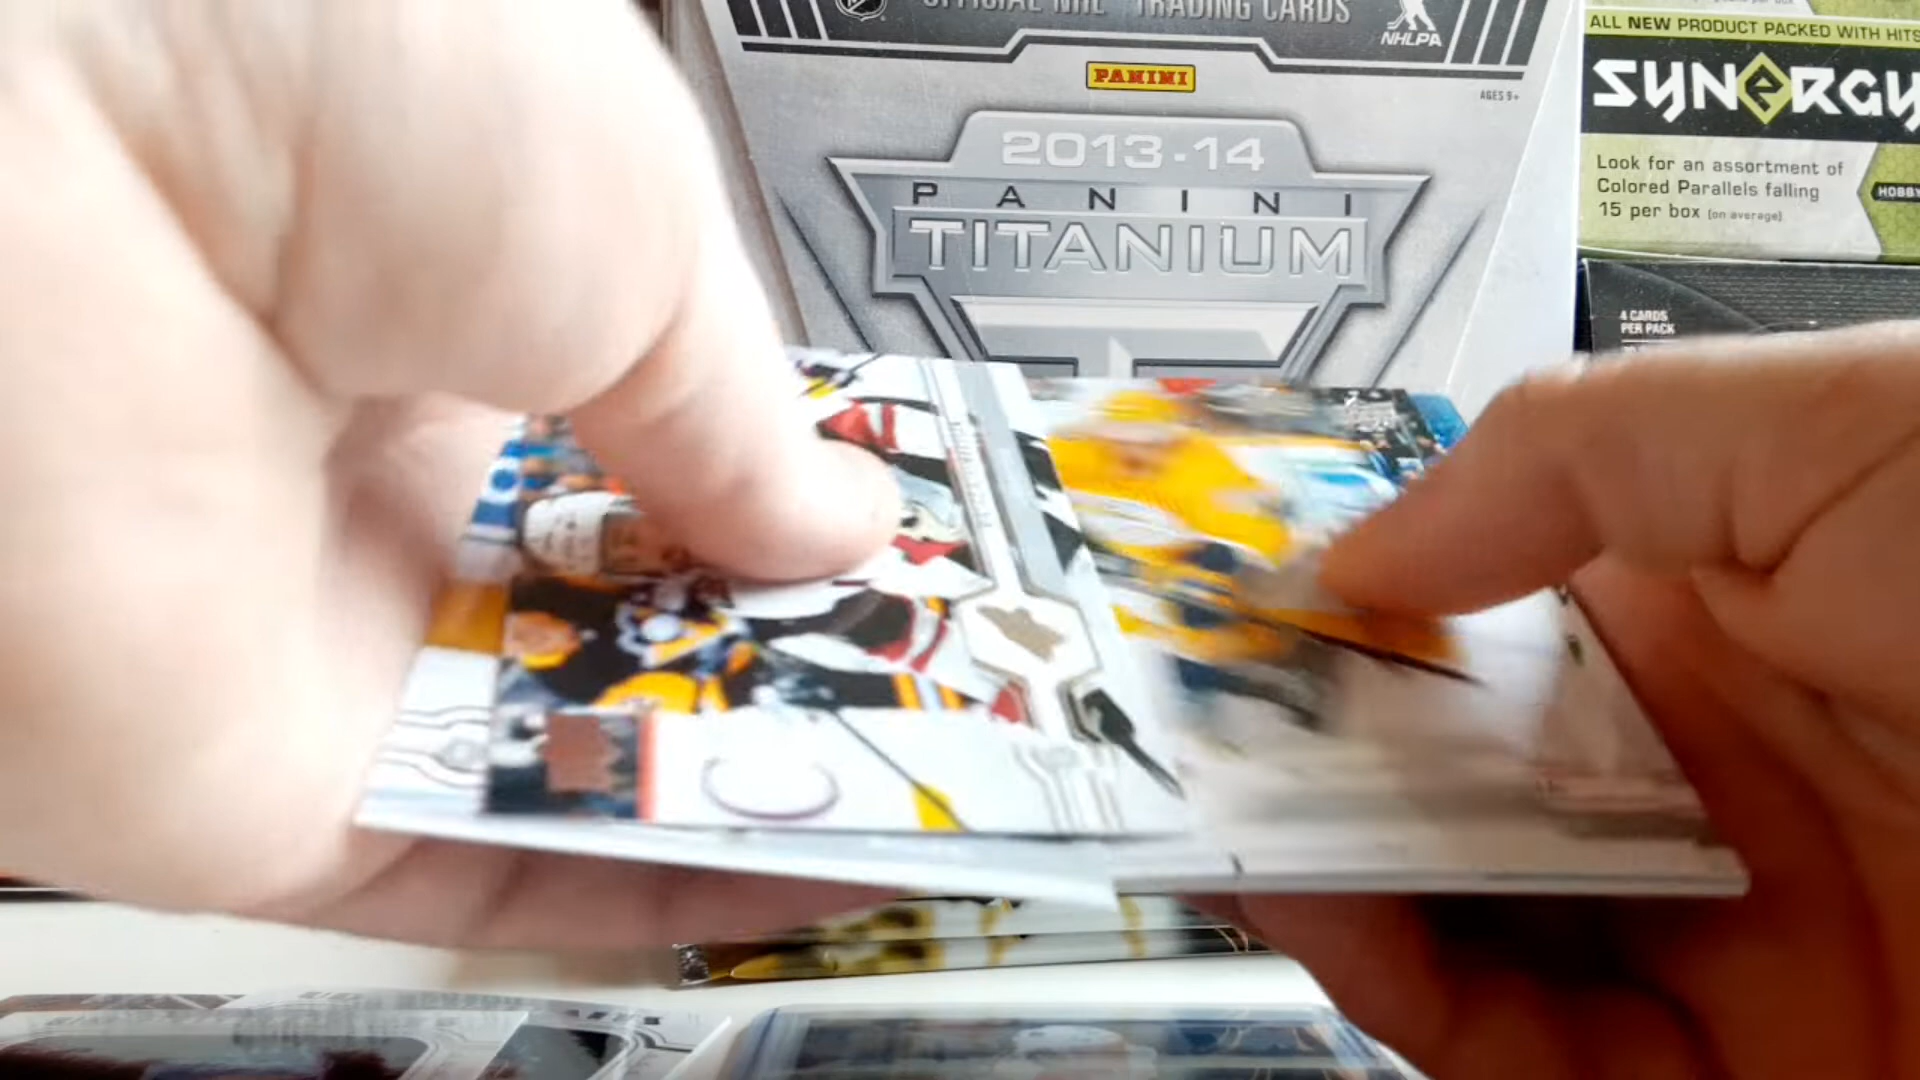 OFFICIAL NHL TRADING CARDS
NHLPA
PANINI
AGES 9+
2013-14
PANINI
TITANIUM
ALL NEW PRODUCT PACKED WITH HITS
SYNERGY
Look for an assortment of
Colored Parallels falling
15 per box (on average)
HOBBY
4 CARDS
PER PACK